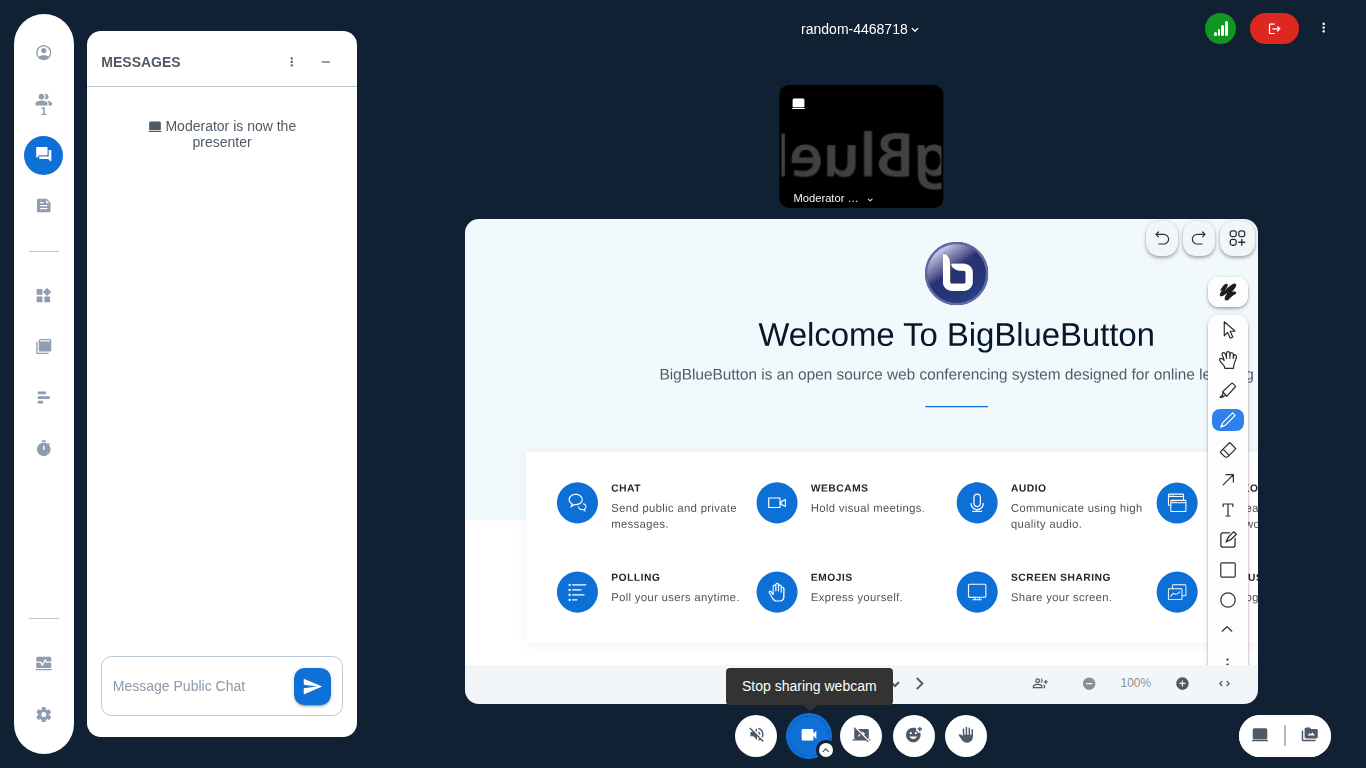 random-4468718
1
MESSAGES
Moderator is now the
presenter
Message Public Chat
Moderator ...
Welcome To BigBlueButton
BigBlueButton is an open source web conferencing system designed for online
CHAT
Send public and private
messages.
WEBCAMS
Hold visual meetings.
AUDIO
Communicate using high
quality audio.
POLLING
Poll your users anytime.
EMOJIS
Express yourself.
SCREEN SHARING
Share your screen.
Stop sharing webcam
100%